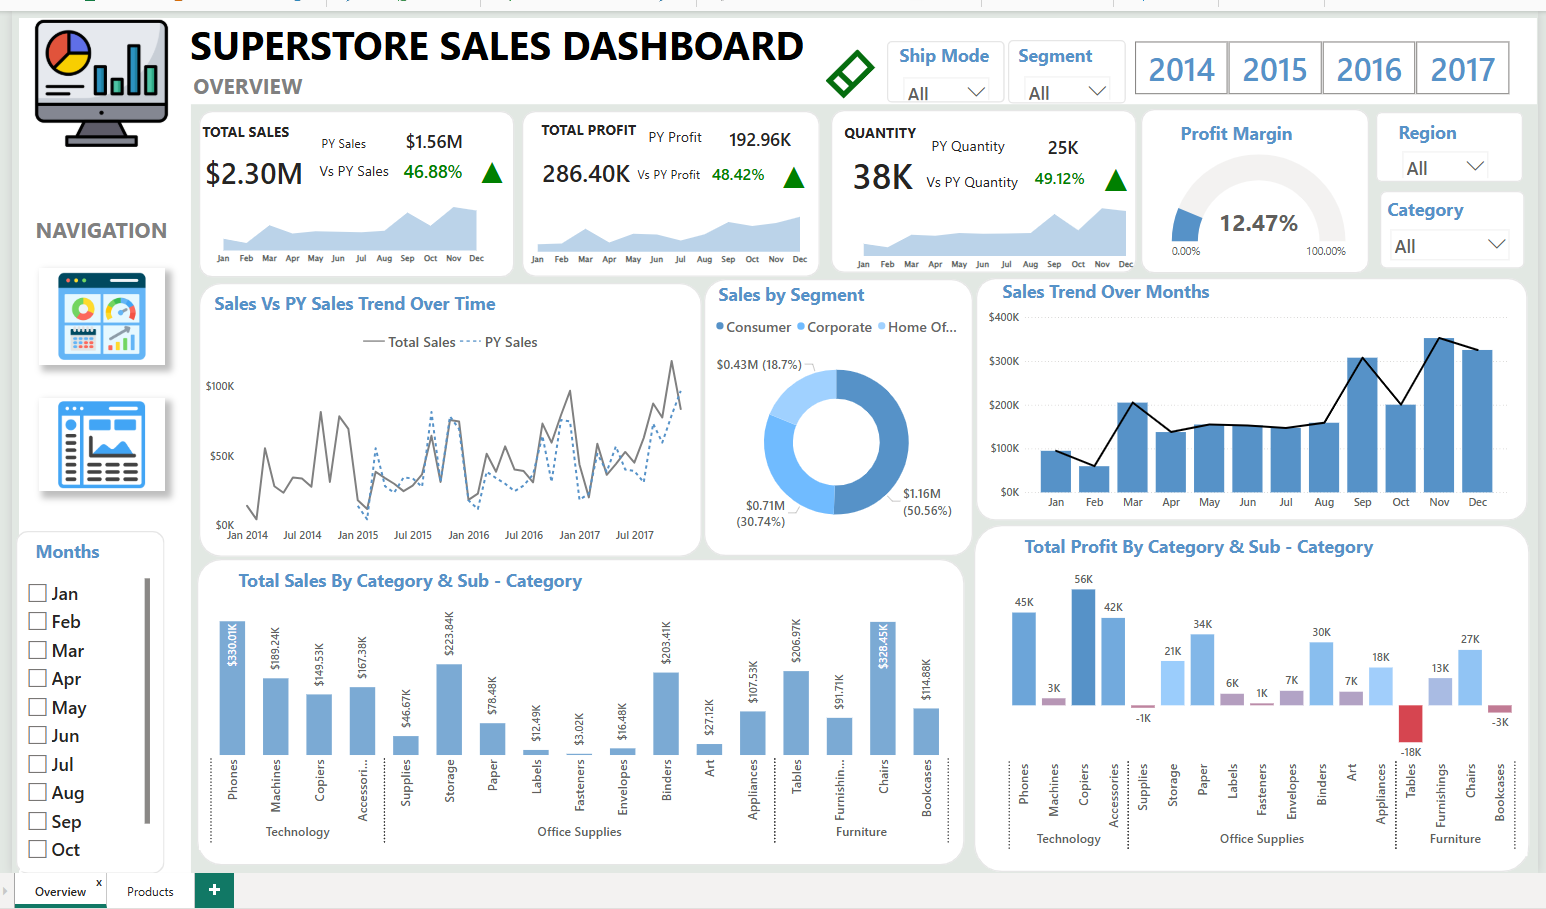 SUPERSTORE SALES DASHBOARD
OVERVIEW
Ship Mode
All
Segment
All
2014 2015 2016 2017
TOTAL SALES
$2.30M
PY Sales $1.56M
Vs PY Sales 46.88%
Jan Feb Mar Apr May Jun Jul Aug Sep Oct Nov Dec
TOTAL PROFIT
286.40K
PY Profit 192.96K
Vs PY Profit 48.42%
Jan Feb Mar Apr May Jun Jul Aug Sep Oct Nov Dec
QUANTITY
38K
PY Quantity 25K
Vs PY Quantity 49.12%
Jan Feb Mar Apr May Jun Jul Aug Sep Oct Nov Dec
Profit Margin
12.47%
0.00% 100.00%
Region
All
Category
All
NAVIGATION
Months
Jan
Feb
Mar
Apr
May
Jun
Jul
Aug
Sep
Oct
Sales Vs PY Sales Trend Over Time
Total Sales PY Sales
$100K
$50K
$0K
Jan 2014 Jul 2014 Jan 2015 Jul 2015 Jan 2016 Jul 2016 Jan 2017 Jul 2017
Sales by Segment
Consumer Corporate Home Of...
$0.43M (18.7%)
$0.71M
(30.74%)
$1.16M
(50.56%)
Sales Trend Over Months
$400K
$300K
$200K
$100K
$0K
Jan Feb Mar Apr May Jun Jul Aug Sep Oct Nov Dec
Total Sales By Category & Sub - Category
$330.01K $189.24K $149.53K $167.38K $46.67K $223.84K $78.48K $12.49K $3.02K $16.48K $203.41K $27.12K $107.53K $206.97K $91.71K $328.45K $114.88K
Phones Machines Copiers Accessori... Supplies Storage Paper Labels Fasteners Envelopes Binders Art Appliances Tables Furnishin... Chairs Bookcases
Technology Office Supplies Furniture
Total Profit By Category & Sub - Category
45K 3K 56K 42K -1K 21K 34K 6K 1K 7K 30K 7K 18K -18K 13K 27K -3K
Phones Machines Copiers Accessories Supplies Storage Paper Labels Fasteners Envelopes Binders Art Appliances Tables Furnishings Chairs Bookcases
Technology Office Supplies Furniture
Overview x Products +